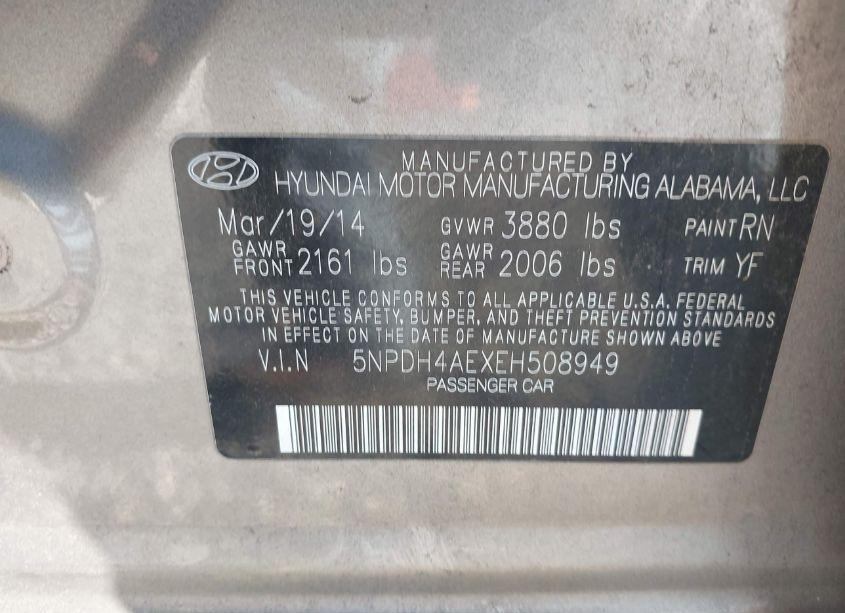 MANUFACTURED BY
HYUNDAI MOTOR MANUFACTURING ALABAMA, LLC
Mar/19/14 GVWR 3880 lbs PAINT RN
GAWR FRONT 2161 lbs GAWR REAR 2006 lbs TRIM YF
THIS VEHICLE CONFORMS TO ALL APPLICABLE U.S.A. FEDERAL
MOTOR VEHICLE SAFETY, BUMPER, AND THEFT PREVENTION STANDARDS
IN EFFECT ON THE DATE OF MANUFACTURE SHOWN ABOVE
V.I.N 5NPDH4AEXEH508949
PASSENGER CAR